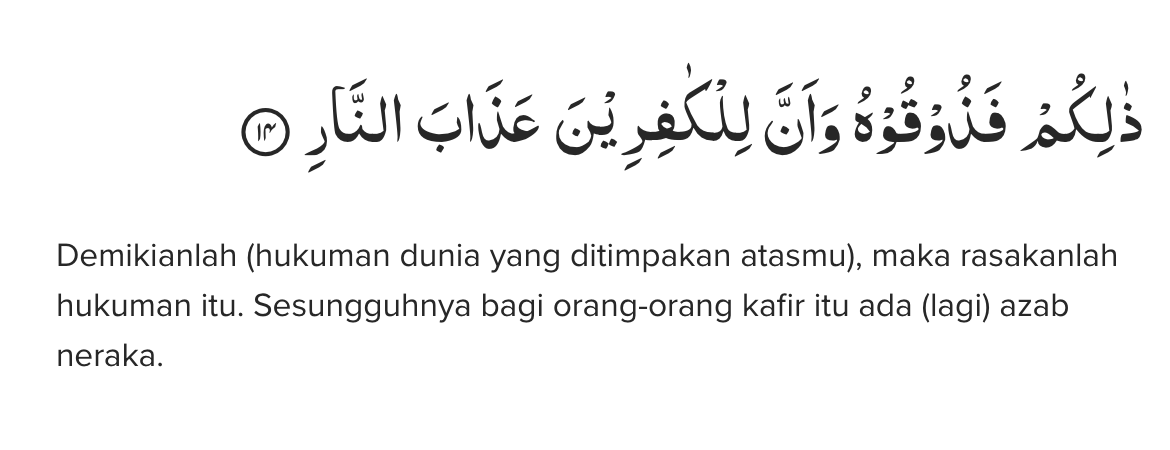 ذٰلِكُمْ فَذُوْقُوْهُ وَاَنَّ لِلْكٰفِرِيْنَ عَذَابَ النَّارِ ١٤
Demikianlah (hukuman dunia yang ditimpakan atasmu), maka rasakanlah
hukuman itu. Sesungguhnya bagi orang-orang kafir itu ada (lagi) azab
neraka.